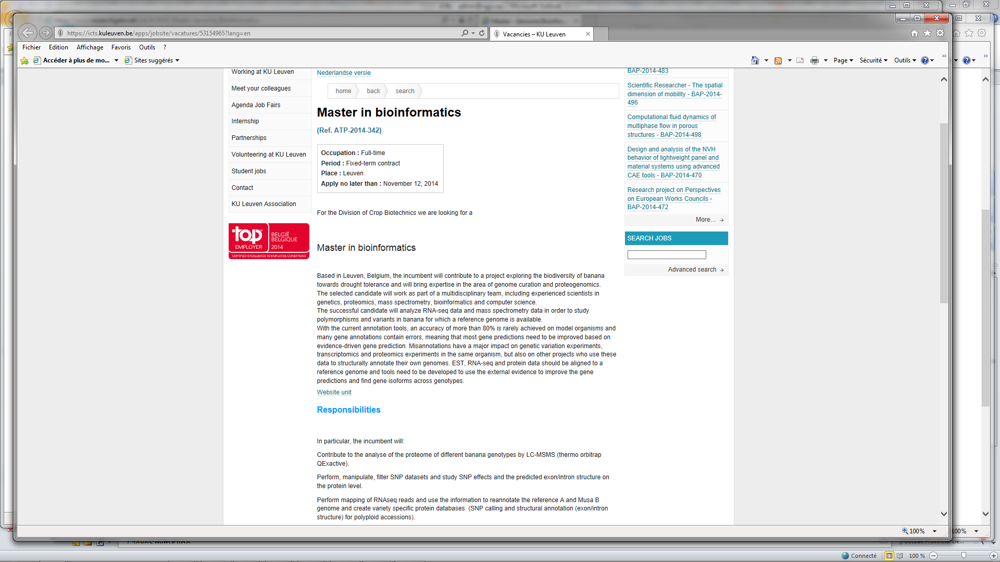 https://icts.kuleuven.be/apps/jobsite/vacatures/53154965?lang=en
Vacancies – KU Leuven
Fichier Edition Affichage Favoris Outils ?
Accéder à plus de mo... Sites suggérés
Page Sécurité Outils
Working at KU Leuven
Meet your colleagues
Agenda Job Fairs
Internship
Partnerships
Volunteering at KU Leuven
Student jobs
Contact
KU Leuven Association
top
EMPLOYER
BELGIË
BELGIQUE
2014
CERTIFIED EXCELLENCE IN EMPLOYEE CONDITIONS
Nederlandse versie
home back search
Master in bioinformatics
(Ref. ATP-2014-342)
Occupation : Full-time
Period : Fixed-term contract
Place : Leuven
Apply no later than : November 12, 2014
For the Division of Crop Biotechnics we are looking for a
Master in bioinformatics
Based in Leuven, Belgium, the incumbent will contribute to a project exploring the biodiversity of banana
towards drought tolerance and will bring expertise in the area of genome curation and proteogenomics.
The selected candidate will work as part of a multidisciplinary team, including experienced scientists in
genetics, proteomics, mass spectrometry, bioinformatics and computer science.
The successful candidate will analyze RNA-seq data and mass spectrometry data in order to study
polymorphisms and variants in banana for which a reference genome is available.
With the current annotation tools, an accuracy of more than 80% is rarely achieved on model organisms and
many gene annotations contain errors, meaning that most gene predictions need to be improved based on
evidence-driven gene prediction. Misannotations have a major impact on genetic variation experiments,
transcriptomics and proteomics experiments in the same organism, but also on other projects who use these
data to structurally annotate their own genomes. EST, RNA-seq and protein data should be aligned to a
reference genome and tools need to be developed to use the external evidence to improve the gene
predictions and find gene isoforms across genotypes.
Website unit
Responsibilities
In particular, the incumbent will:
Contribute to the analyse of the proteome of different banana genotypes by LC-MSMS (thermo orbitrap
QExactive).
Perform, manipulate, filter SNP datasets and study SNP effects and the predicted exon/intron structure on
the protein level.
Perform mapping of RNAseq reads and use the information to reannotate the reference A and Musa B
genome and create variety specific protein databases. (SNP calling and structural annotation (exon/intron
structure) for polyploid accessions).
BAP-2014-483
Scientific Researcher - The spatial
dimension of mobility - BAP-2014-
496
Computational fluid dynamics of
multiphase flow in porous
structures - BAP-2014-498
Design and analysis of the NVH
behavior of lightweight panel and
material systems using advanced
CAE tools - BAP-2014-470
Research project on Perspectives
on European Works Councils -
BAP-2014-472
More... →
SEARCH JOBS
Advanced search →
100%
100%
Connecté 100 %